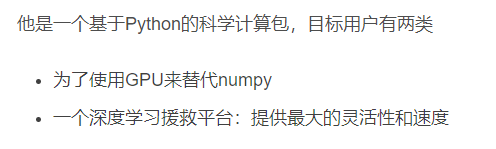 他是一个基于Python的科学计算包，目标用户有两类
• 为了使用GPU来替代numpy
• 一个深度学习援救平台：提供最大的灵活性和速度